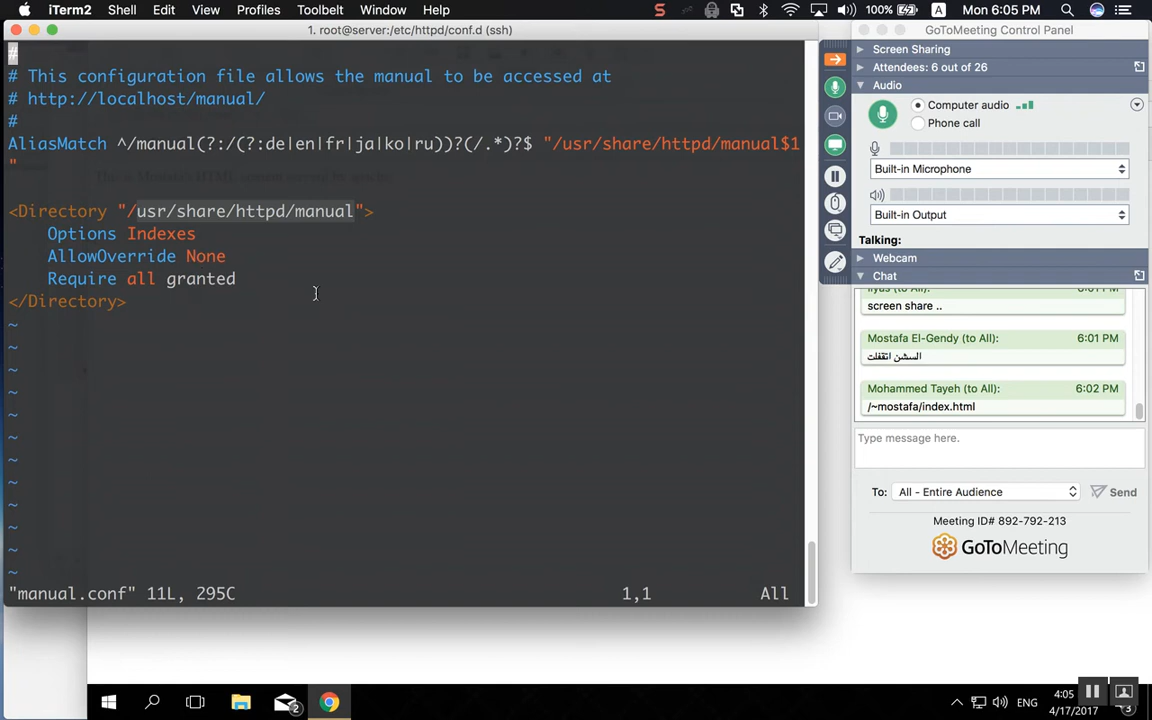 iTerm2 Shell Edit View Profiles Toolbelt Window Help 100% A Mon 6:05 PM
1. root@server:/etc/httpd/conf.d (ssh)
#
# This configuration file allows the manual to be accessed at
# http://localhost/manual/
#
AliasMatch ^/manual(?:/(?:de|en|fr|ja|ko|ru))?(/.*)?$ "/usr/share/httpd/manual$1
"
<Directory "/usr/share/httpd/manual">
Options Indexes
AllowOverride None
Require all granted
</Directory>
~
~
~
~
~
~
~
~
~
~
~
~
"manual.conf" 11L, 295C 1,1 All
GoToMeeting Control Panel
Screen Sharing
Attendees: 6 out of 26
Audio
Computer audio
Phone call
Built-in Microphone
Built-in Output
Talking:
Webcam
Chat
screen share ..
Mostafa El-Gendy (to All): 6:01 PM
السشن اتقفلت
Mohammed Tayeh (to All): 6:02 PM
/~mostafa/index.html
Type message here.
To: All - Entire Audience Send
Meeting ID# 892-792-213
GoToMeeting
2 ENG 4:05
4/17/2017 3